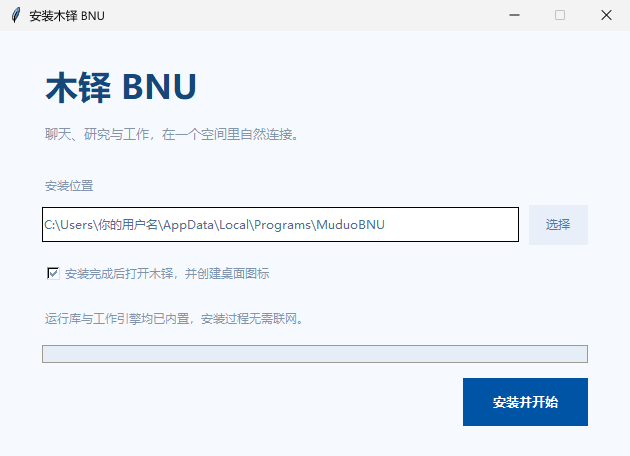 安装木铎 BNU
木铎 BNU
聊天、研究与工作，在一个空间里自然连接。
安装位置
C:\Users\你的用户名\AppData\Local\Programs\MuduoBNU
选择
安装完成后打开木铎，并创建桌面图标
运行库与工作引擎均已内置，安装过程无需联网。
安装并开始